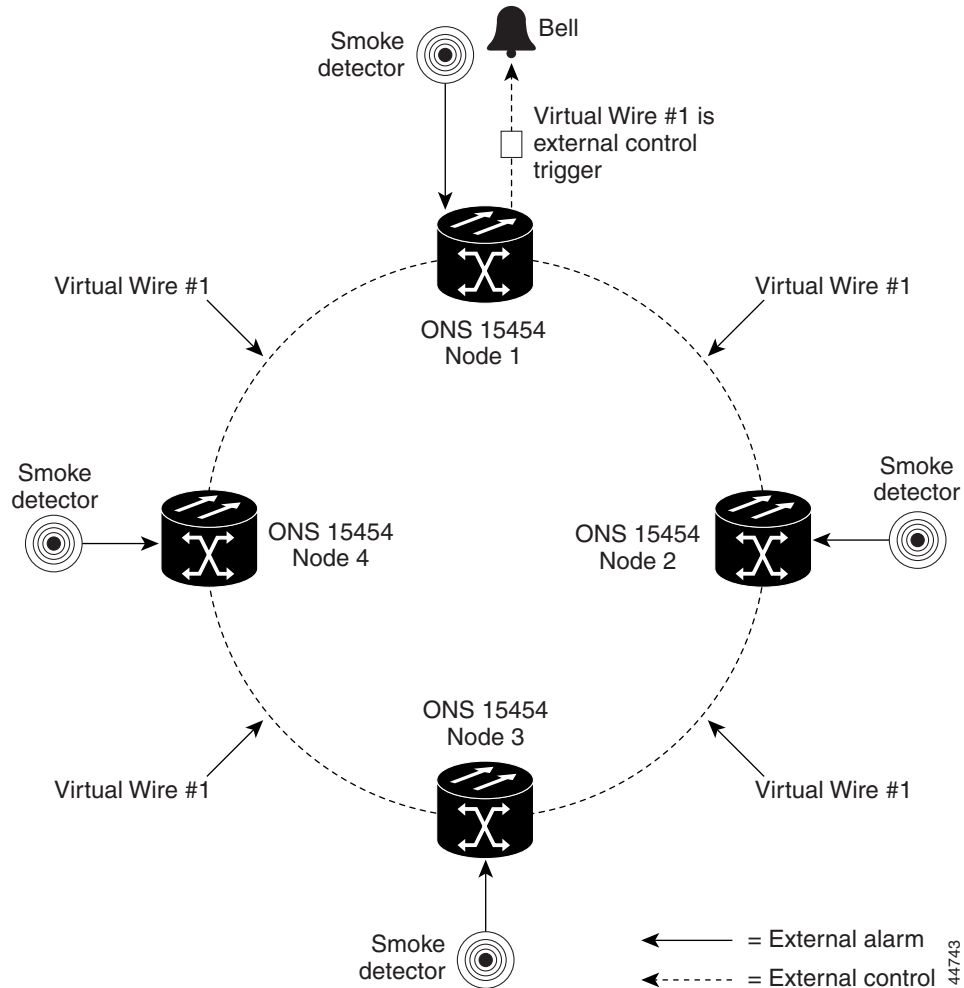 Smoke
detector
Bell
Virtual Wire #1 is
external control
trigger
Virtual Wire #1
Virtual Wire #1
ONS 15454
Node 1
Smoke
detector
ONS 15454
Node 4
ONS 15454
Node 2
Smoke
detector
ONS 15454
Node 3
Virtual Wire #1
Virtual Wire #1
Smoke
detector
= External alarm
= External control
44743